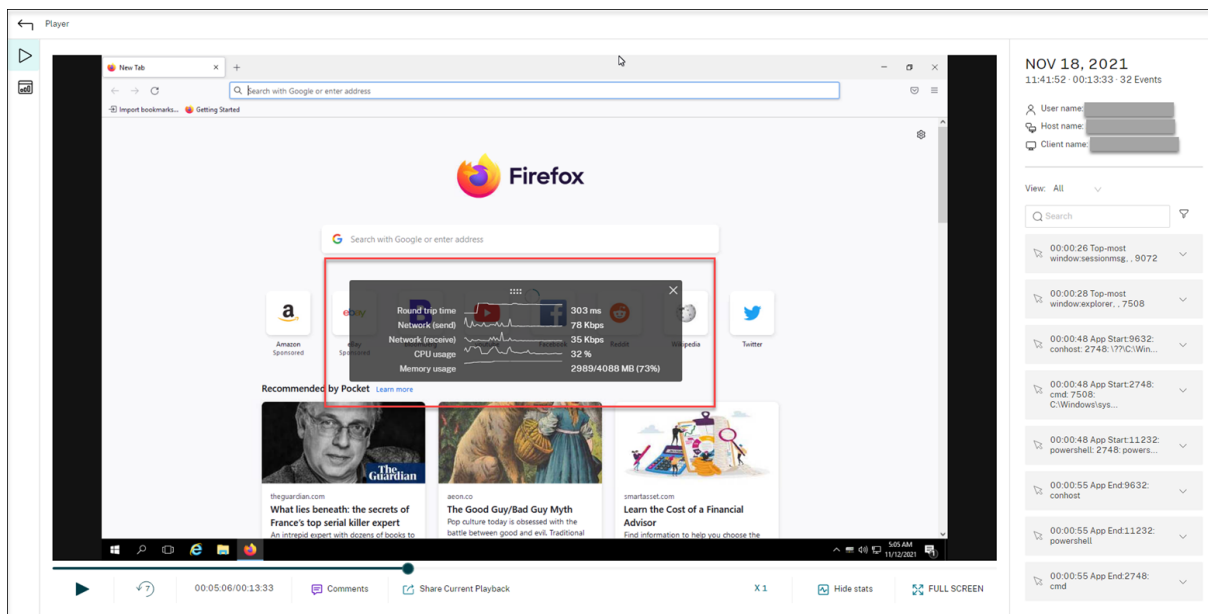 Player
New Tab
Search with Google or enter address
Import bookmarks...
Getting Started
Firefox
Search with Google or enter address
Round trip time 303 ms
Network (send) 78 Kbps
Network (receive) 35 Kbps
CPU usage 32 %
Memory usage 2989/4088 MB (73%)
Amazon
Sponsored
eBay
Facebook
Reddit
Wikipedia
Twitter
Recommended by Pocket Learn more
The Guardian
theguardian.com
What lies beneath: the secrets of
France's top serial killer expert
An intrepid expert with dozens of books to
aeon.co
The Good Guy/Bad Guy Myth
Pop culture today is obsessed with the
battle between good and evil. Traditional
smartasset.com
Learn the Cost of a Financial
Advisor
Find information to help you choose the
5:05 AM
11/12/2021
7
00:05:06/00:13:33
Comments
Share Current Playback
X 1
Hide stats
FULL SCREEN
NOV 18, 2021
11:41:52 · 00:13:33 · 32 Events
User name:
Host name:
Client name:
View: All
Search
00:00:26 Top-most
window:sessionmsg, , 9072
00:00:28 Top-most
window:explorer, , 7508
00:00:48 App Start:9632:
conhost: 2748: \??\C:\Win...
00:00:48 App Start:2748:
cmd: 7508:
C:\Windows\sys...
00:00:48 App Start:11232:
powershell: 2748: powers...
00:00:55 App End:9632:
conhost
00:00:55 App End:11232:
powershell
00:00:55 App End:2748:
cmd